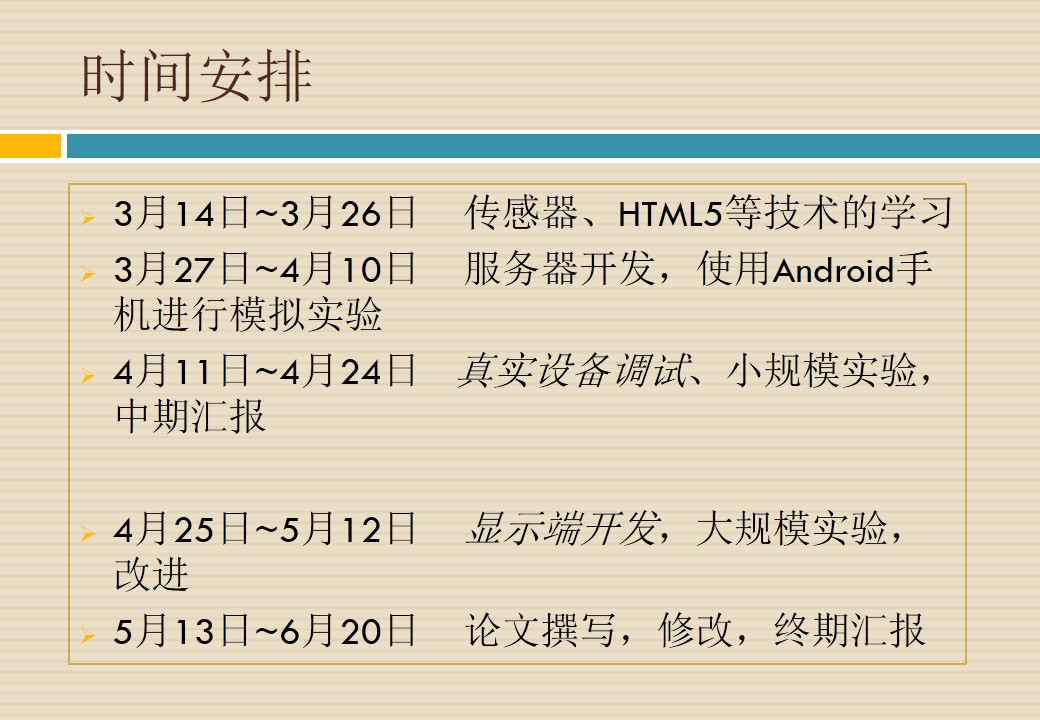 时间安排
3月14日~3月26日 传感器、HTML5等技术的学习
3月27日~4月10日 服务器开发，使用Android手
机进行模拟实验
4月11日~4月24日 真实设备调试、小规模实验，
中期汇报
4月25日~5月12日 显示端开发，大规模实验，
改进
5月13日~6月20日 论文撰写，修改，终期汇报